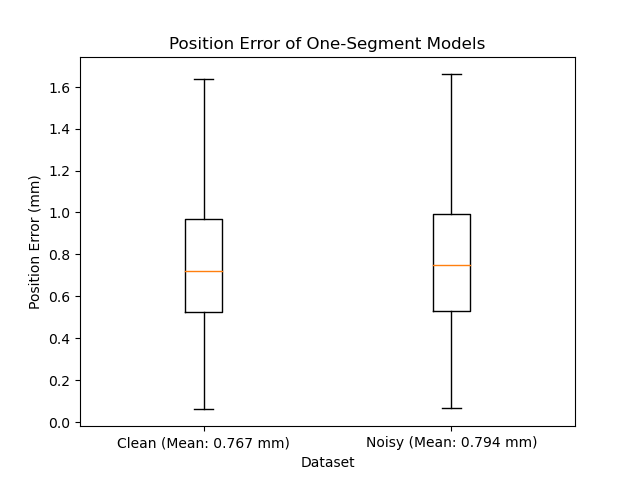 Position Error of One-Segment Models
Position Error (mm)
1.6
1.4
1.2
1.0
0.8
0.6
0.4
0.2
0.0
Clean (Mean: 0.767 mm)
Noisy (Mean: 0.794 mm)
Dataset